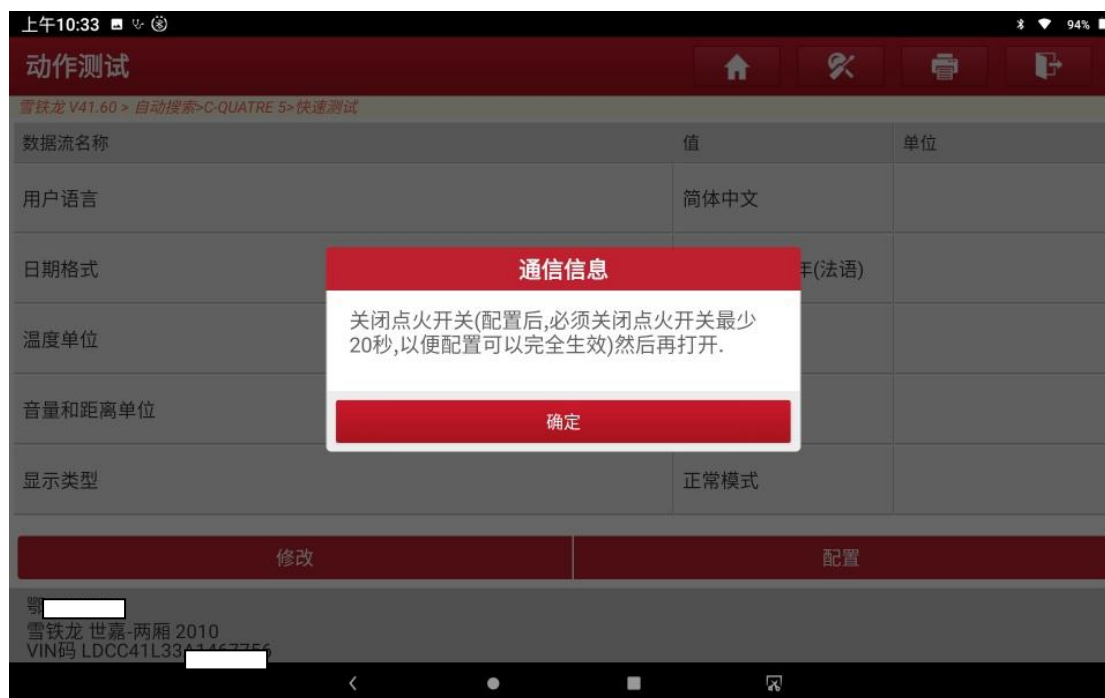 上午10:33
94%
动作测试
雪铁龙 V41.60 > 自动搜索>C-QUATRE 5>快速测试
数据流名称 值 单位
用户语言 简体中文
日期格式 年(法语)
通信信息
关闭点火开关(配置后,必须关闭点火开关最少
20秒,以便配置可以完全生效)然后再打开.
确定
温度单位
音量和距离单位
显示类型 正常模式
修改 配置
鄂
雪铁龙 世嘉-两厢 2010
VIN码 LDCC41L33